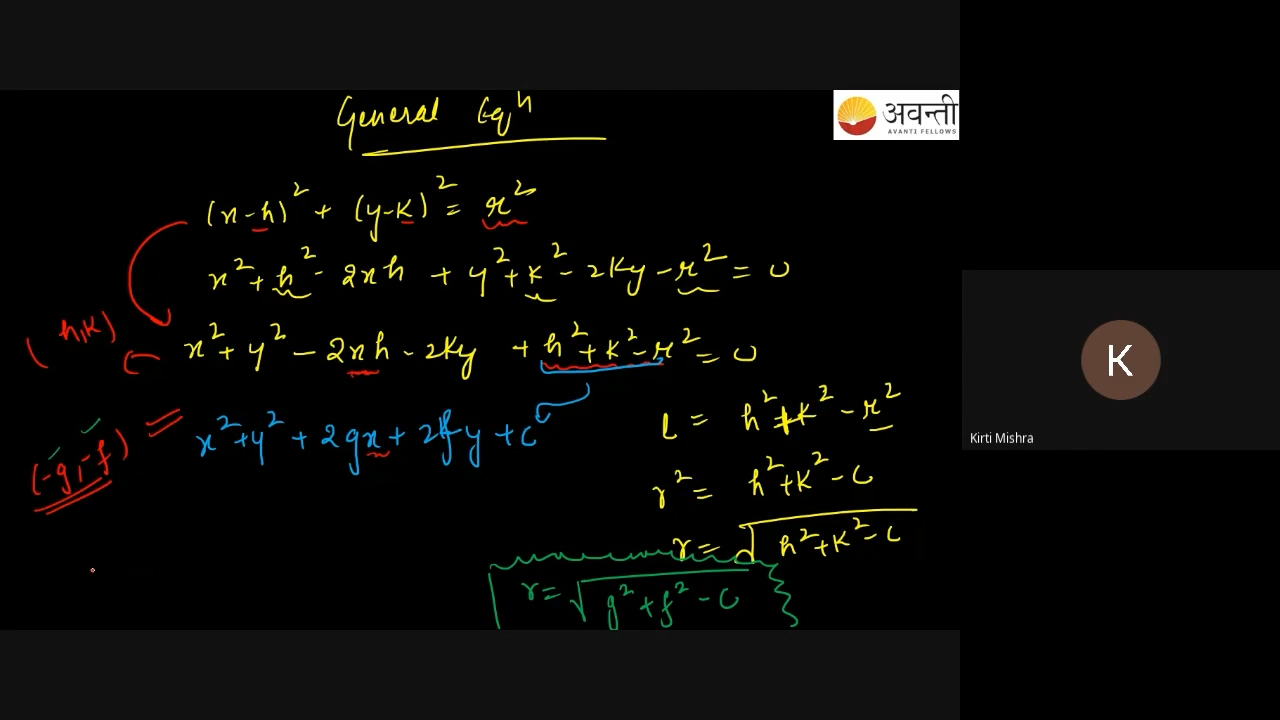 General Eqn
अवन्ती
AVANTI FELLOWS
(x-h)² + (y-k)² = r²
x² + h² - 2xh + y² + k² - 2ky - r² = 0
(h,k)
x² + y² - 2xh - 2ky + h² + k² - r² = 0
(-g,-f) = x² + y² + 2gx + 2fy + c
c = h² + k² - r²
K
Kirti Mishra
r² = h² + k² - c
r = √h² + k² - c
r = √g² + f² - c